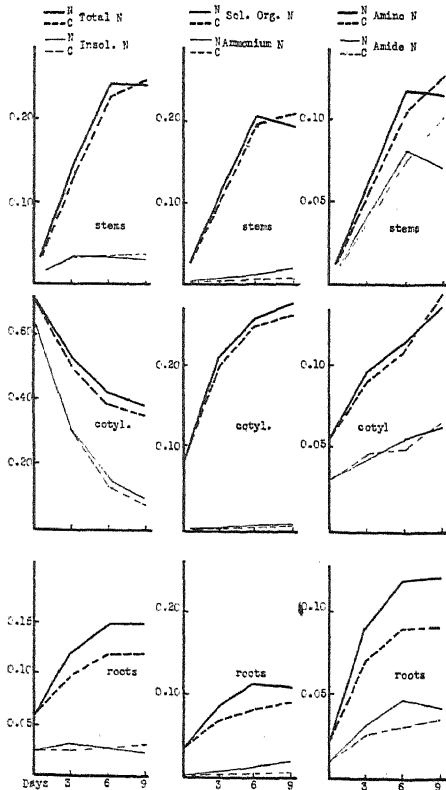 N
C Total N
N
C Insol. N
N
C Sol. Org. N
N
C Ammonium N
N
C Amino N
N
C Amide N
0.20
0.10
stems
0.20
0.10
stems
0.10
0.05
stems
0.60
0.40
0.20
cotyl.
0.20
0.10
cotyl.
0.10
0.05
cotyl
0.15
0.10
0.05
roots
Days 3 6 9
0.20
0.10
roots
3 6 9
0.10
0.05
roots
3 6 9